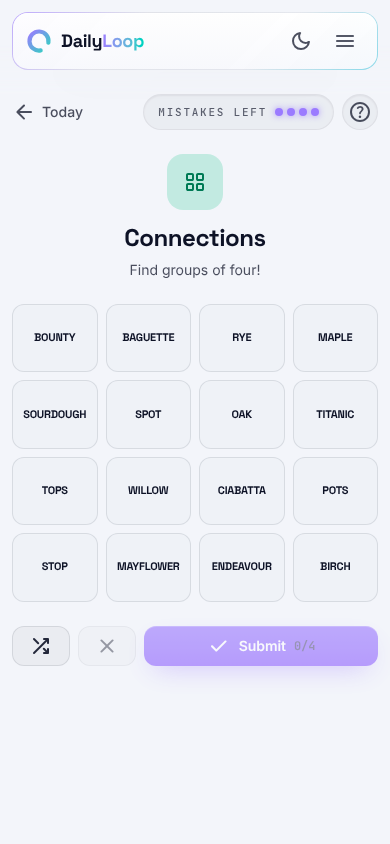 DailyLoop
Today
MISTAKES LEFT
Connections
Find groups of four!
BOUNTY BAGUETTE RYE MAPLE
SOURDOUGH SPOT OAK TITANIC
TOPS WILLOW CIABATTA POTS
STOP MAYFLOWER ENDEAVOUR BIRCH
Submit 0/4